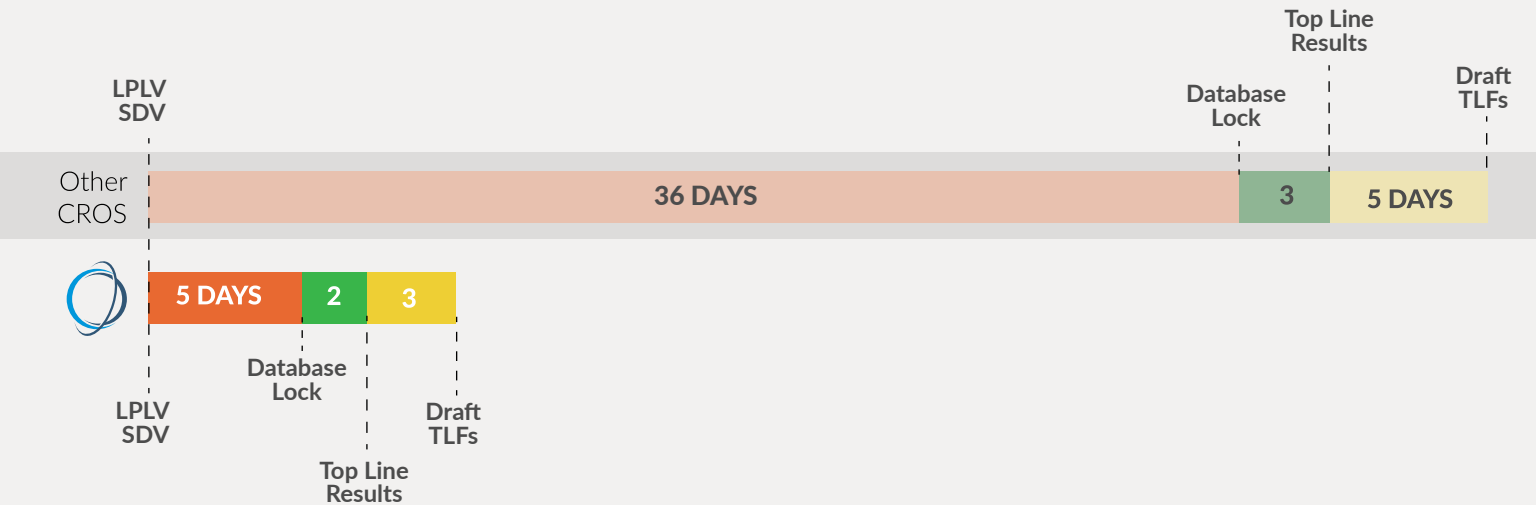 Top Line
Results
LPLV
SDV
Database
Lock
Draft
TLFs
Other
CROS
36 DAYS
3
5 DAYS
5 DAYS
2
3
Database
Lock
LPLV
SDV
Draft
TLFs
Top Line
Results